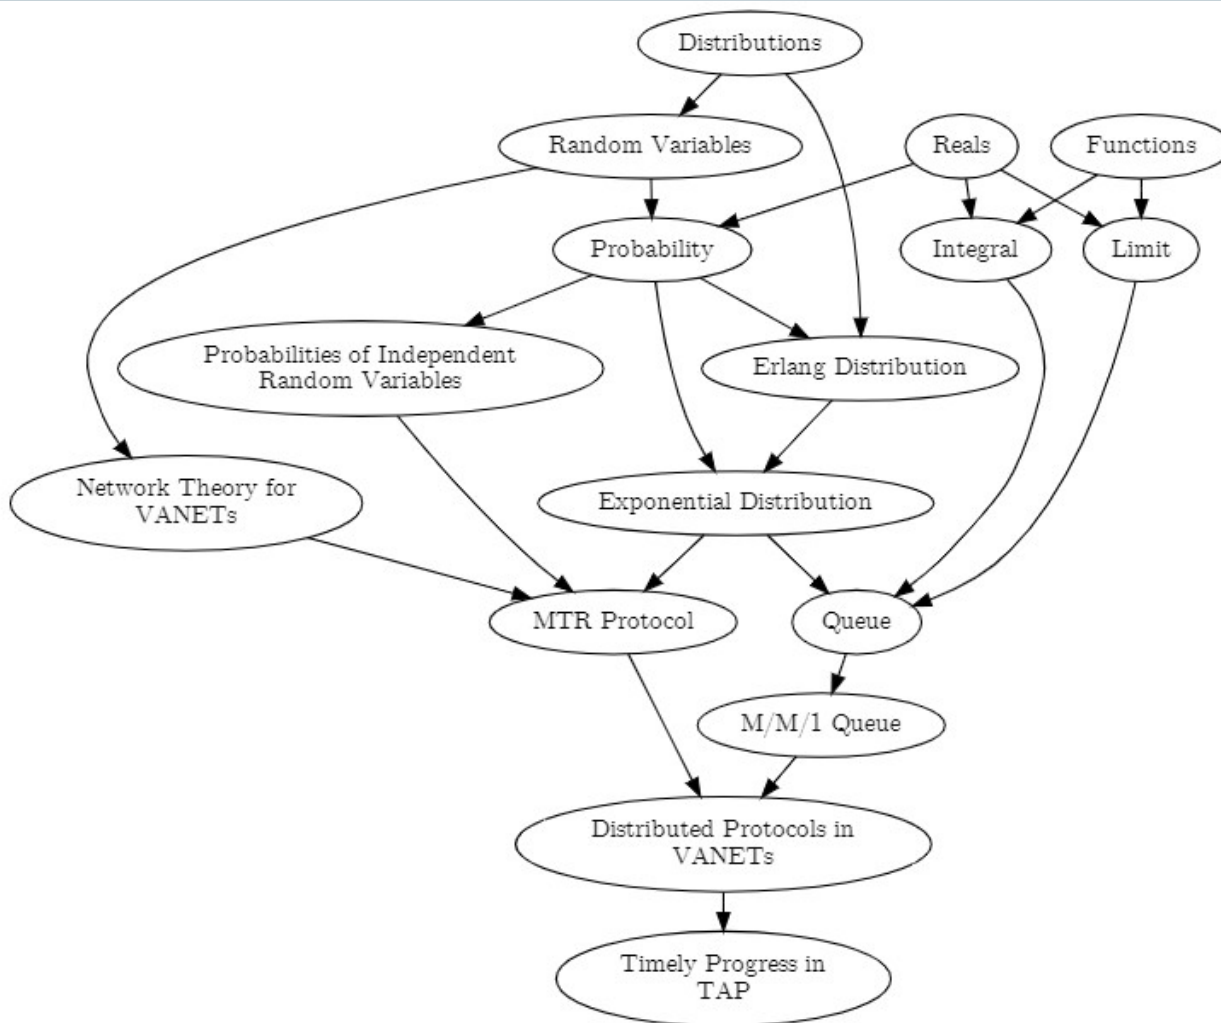 Distributions
Random Variables
Reals
Functions
Probability
Integral
Limit
Probabilities of Independent
Random Variables
Erlang Distribution
Network Theory for
VANETs
Exponential Distribution
MTR Protocol
Queue
M/M/1 Queue
Distributed Protocols in
VANETs
Timely Progress in
TAP